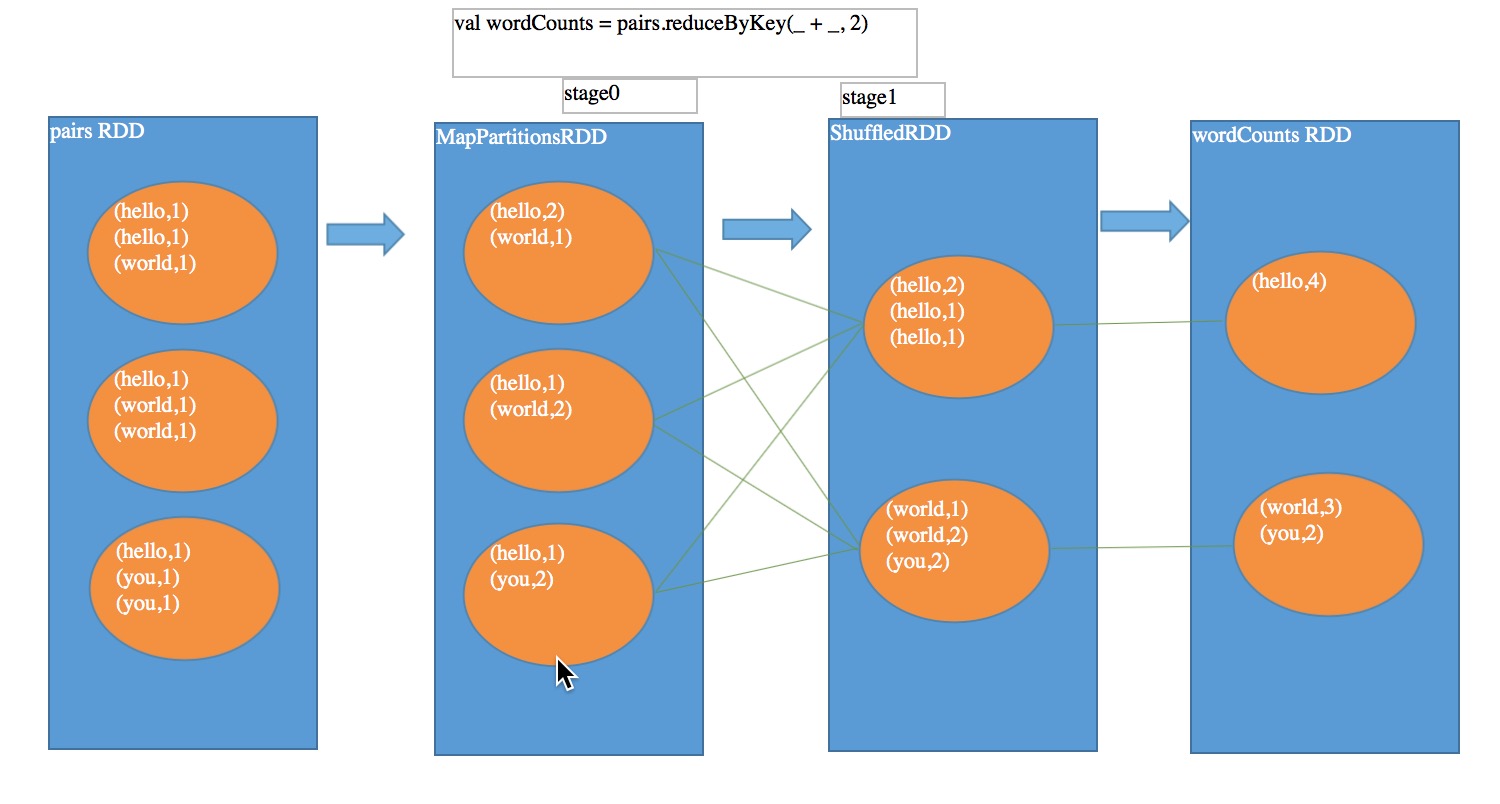 val wordCounts = pairs.reduceByKey(_ + _, 2)
stage0
stage1
pairs RDD
(hello,1)
(hello,1)
(world,1)
(hello,1)
(world,1)
(world,1)
(hello,1)
(you,1)
(you,1)
MapPartitionsRDD
(hello,2)
(world,1)
(hello,1)
(world,2)
(hello,1)
(you,2)
ShuffledRDD
(hello,2)
(hello,1)
(hello,1)
(world,1)
(world,2)
(you,2)
wordCounts RDD
(hello,4)
(world,3)
(you,2)